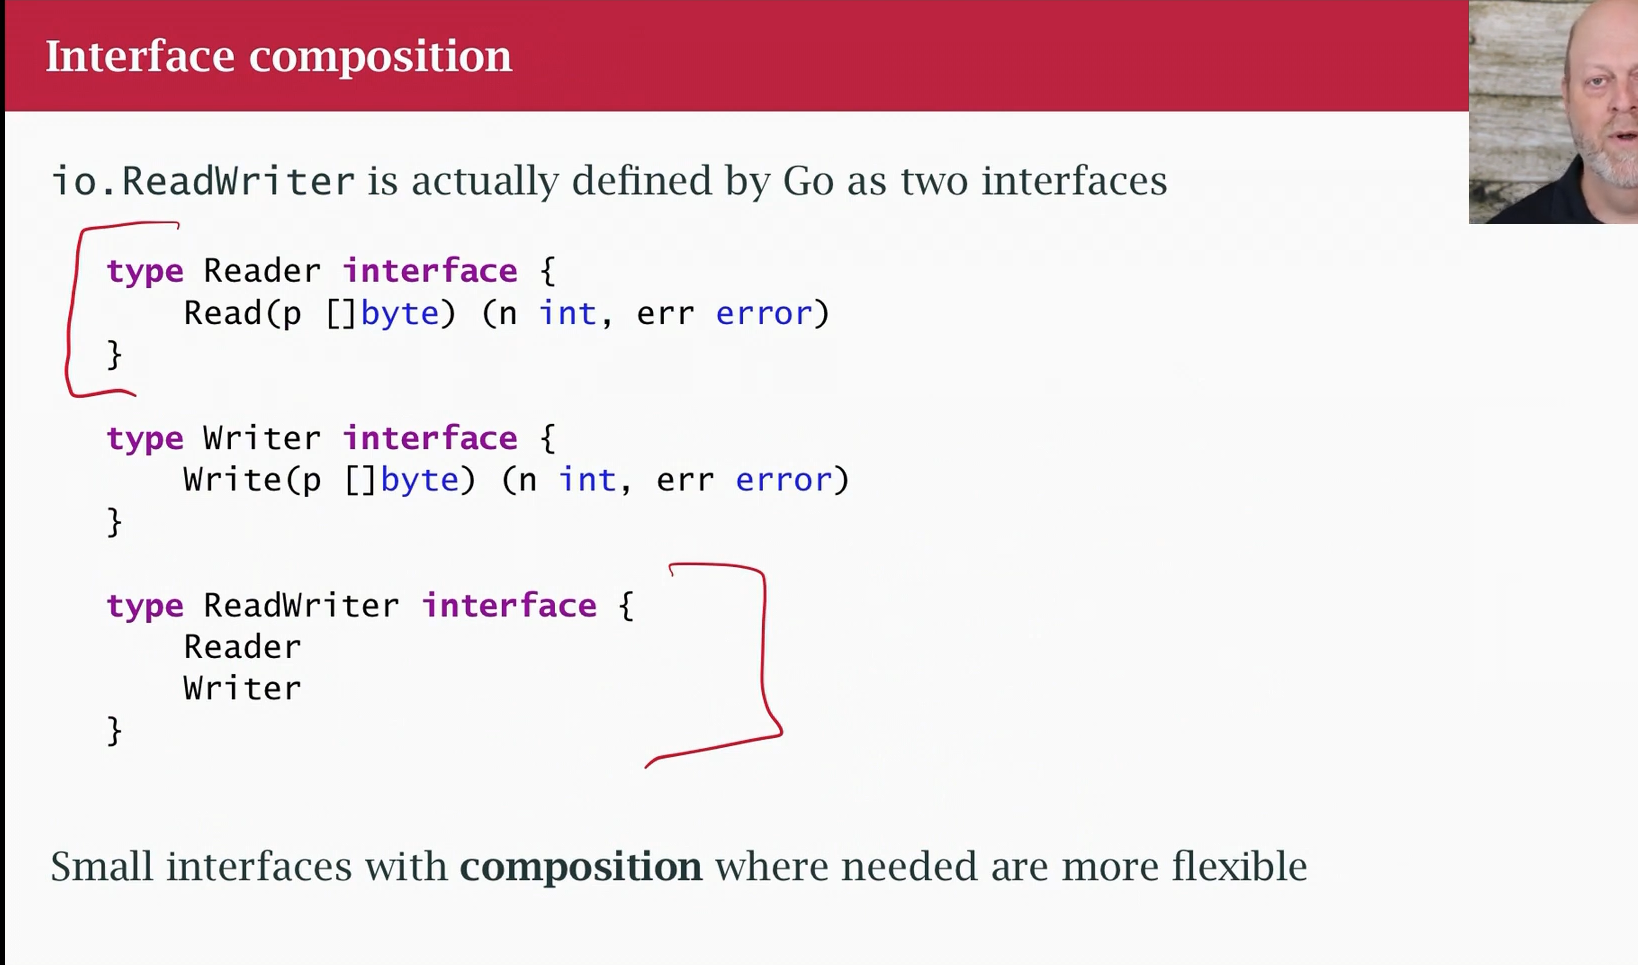 Interface composition
io.ReadWriter is actually defined by Go as two interfaces
type Reader interface {
    Read(p []byte) (n int, err error)
}
type Writer interface {
    Write(p []byte) (n int, err error)
}
type ReadWriter interface {
    Reader
    Writer
}
Small interfaces with composition where needed are more flexible